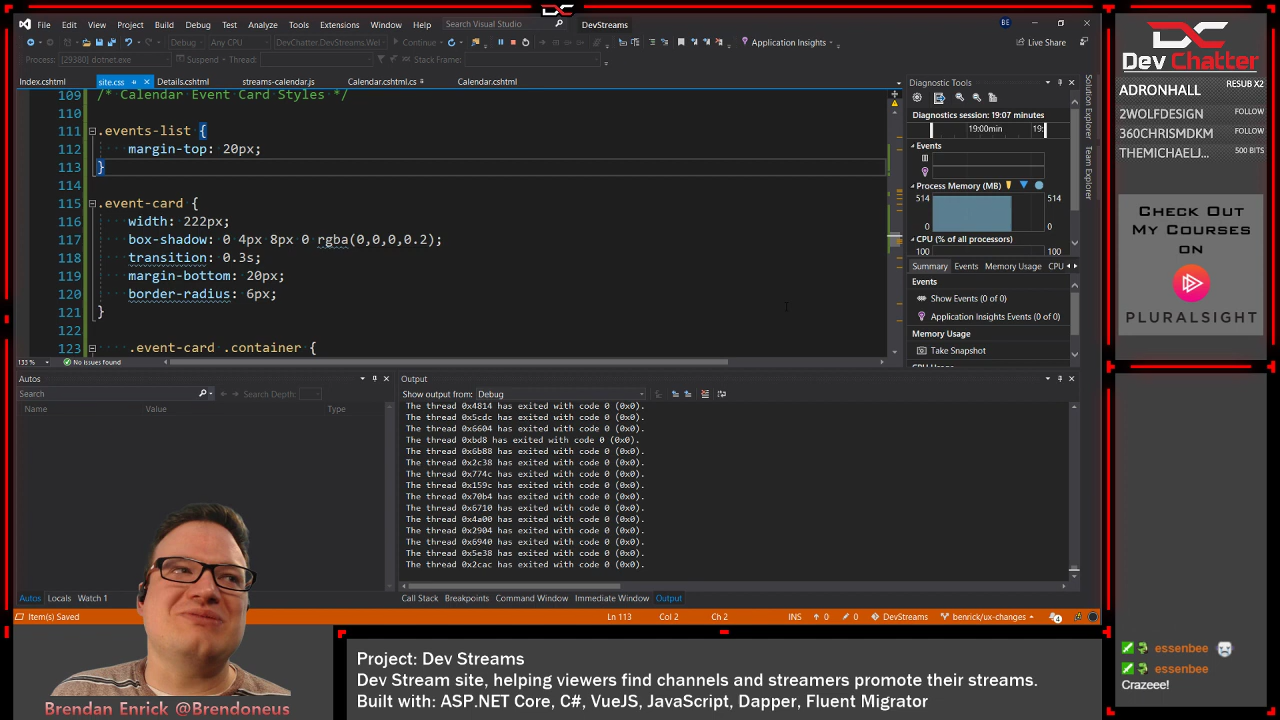 File Edit View Project Build Debug Test Analyze Tools Extensions Window Help Search Visual Studio DevStreams BE
Debug Any CPU DevChatter.DevStreams.We Continue Application Insights Live Share
Process: [29380] dotnet.exe Suspend Thread: Stack Frame:
Index.cshtml site.css Details.cshtml streams-calendar.js Calendar.cshtml.cs Calendar.cshtml
109 /* Calendar Event Card Styles */
110
111 .events-list {
112 margin-top: 20px;
113 }
114
115 .event-card {
116 width: 222px;
117 box-shadow: 0 4px 8px 0 rgba(0,0,0,0.2);
118 transition: 0.3s;
119 margin-bottom: 20px;
120 border-radius: 6px;
121 }
122
123 .event-card .container {
133 % No issues found
Diagnostic Tools
Diagnostics session: 19:07 minutes
19:00min 19:
Events
Process Memory (MB)
514 514
0 0
CPU (% of all processors)
100 100
Summary Events Memory Usage CPU
Events
Show Events (0 of 0)
Application Insights Events (0 of 0)
Memory Usage
Take Snapshot
Solution Explorer
Team Explorer
Autos
Search Search Depth:
Name Value Type
Autos Locals Watch 1
Output
Show output from: Debug
The thread 0x4814 has exited with code 0 (0x0).
The thread 0x5cdc has exited with code 0 (0x0).
The thread 0x6604 has exited with code 0 (0x0).
The thread 0xbd8 has exited with code 0 (0x0).
The thread 0x6b88 has exited with code 0 (0x0).
The thread 0x2c38 has exited with code 0 (0x0).
The thread 0x774c has exited with code 0 (0x0).
The thread 0x159c has exited with code 0 (0x0).
The thread 0x70b4 has exited with code 0 (0x0).
The thread 0x6710 has exited with code 0 (0x0).
The thread 0x4a00 has exited with code 0 (0x0).
The thread 0x2904 has exited with code 0 (0x0).
The thread 0x6940 has exited with code 0 (0x0).
The thread 0x5e38 has exited with code 0 (0x0).
The thread 0x2cac has exited with code 0 (0x0).
Call Stack Breakpoints Command Window Immediate Window Output
Item(s) Saved Ln 113 Col 2 Ch 2 INS 0 0 DevStreams benrick/ux-changes
DC
Dev Chatter
ADRONHALL RESUB X2
2WOLFDESIGN FOLLOW
360CHRISMDKM FOLLOW
THEMICHAELJ... 500 BITS
CHECK OUT
MY COURSES
ON
PLURALSIGHT
essenbee
essenbee
Crazeee!
Brendan Enrick @Brendoneus
Project: Dev Streams
Dev Stream site, helping viewers find channels and streamers promote their streams.
Built with: ASP.NET Core, C#, VueJS, JavaScript, Dapper, Fluent Migrator